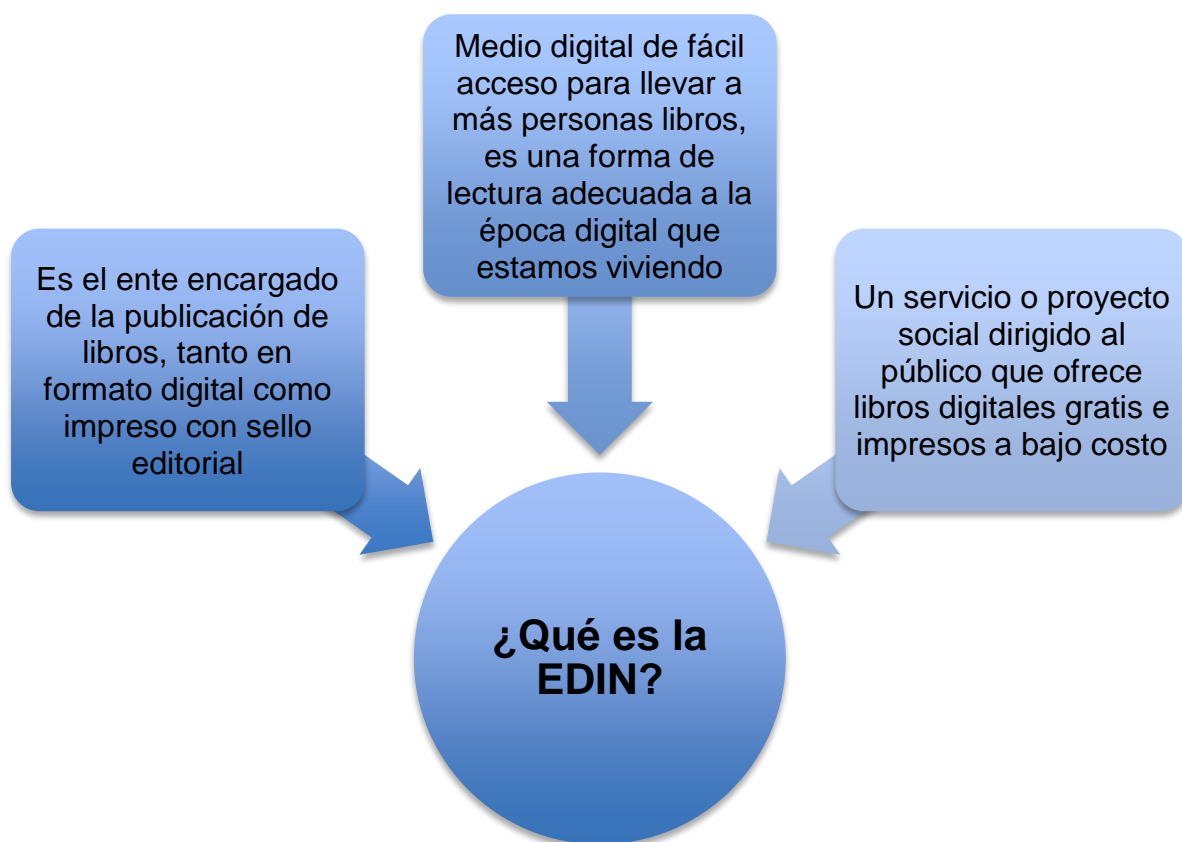 Medio digital de fácil
acceso para llevar a
más personas libros,
es una forma de
lectura adecuada a la
época digital que
estamos viviendo
Es el ente encargado
de la publicación de
libros, tanto en
formato digital como
impreso con sello
editorial
Un servicio o proyecto
social dirigido al
público que ofrece
libros digitales gratis e
impresos a bajo costo
¿Qué es la
EDIN?